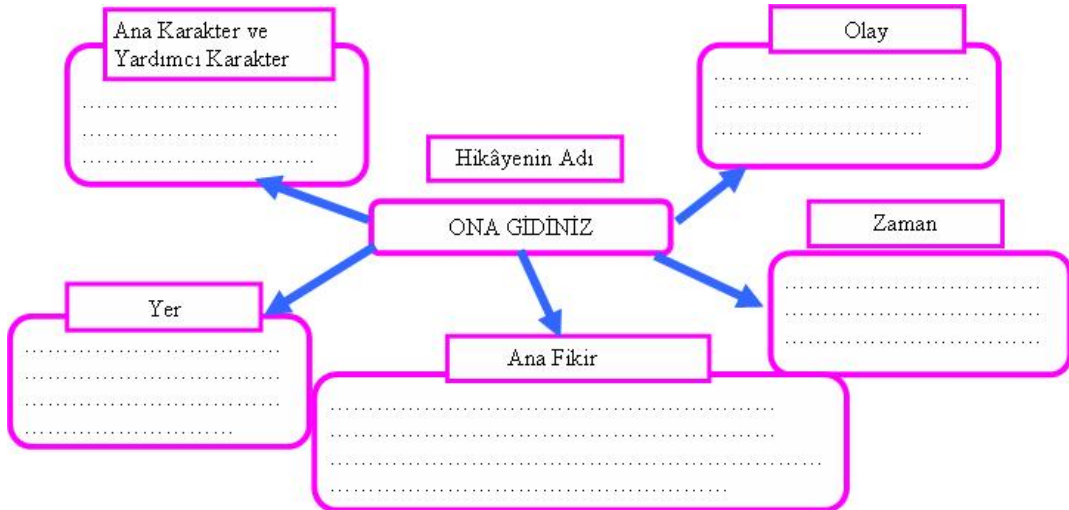 Ana Karakter ve
Yardımcı Karakter
................................
................................
.............................
Olay
................................
................................
..........................
Hikâyenin Adı
ONA GİDİNİZ
Zaman
................................
................................
................................
Yer
................................
................................
................................
..........................
Ana Fikir
........................................................
........................................................
..............................................................
..................................................